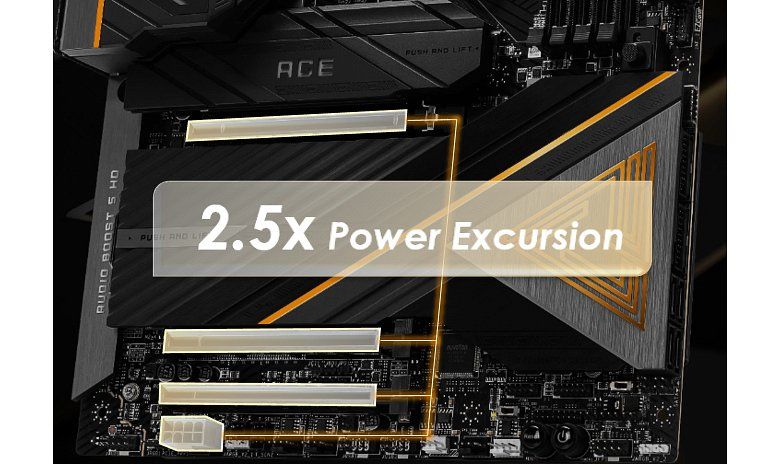 ACE
PUSH AND LIFT
AUDIO BOOST 5 HD
PUSH AND LIFT
2.5x Power Excursion